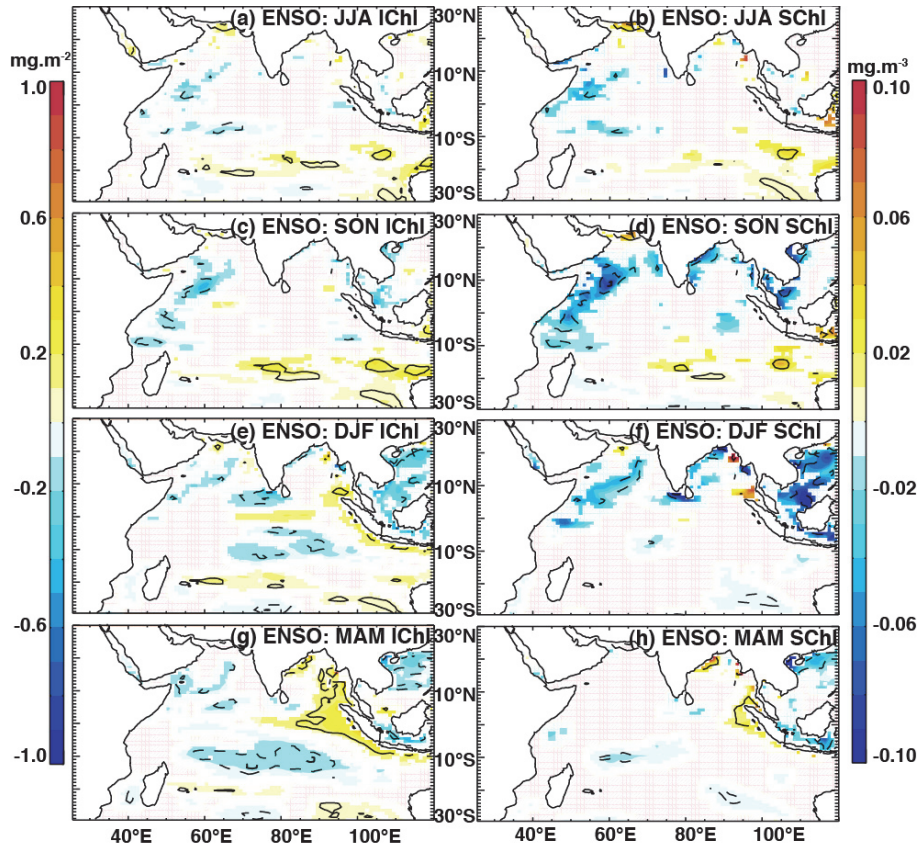 (a) ENSO: JJA IChl
30°N
(b) ENSO: JJA SChl
mg.m-2
mg.m-3
1.0
10°N
0.10
10°S
0.6
30°S
0.06
(c) ENSO: SON IChl
30°N
(d) ENSO: SON SChl
10°N
0.2
10°S
0.02
30°S
(e) ENSO: DJF IChl
30°N
(f) ENSO: DJF SChl
-0.2
10°N
-0.02
10°S
-0.6
30°S
-0.06
(g) ENSO: MAM IChl
30°N
(h) ENSO: MAM SChl
10°N
-1.0
10°S
-0.10
30°S
40°E 60°E 80°E 100°E 40°E 60°E 80°E 100°E